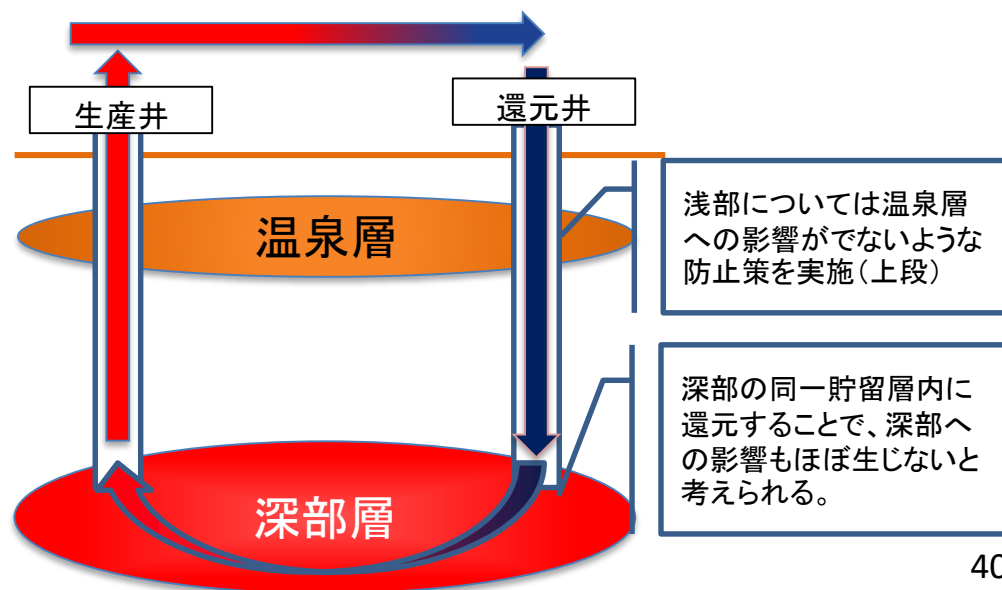 生産井
還元井
温泉層
浅部については温泉層
への影響がでないような
防止策を実施(上段)
深部の同一貯留層内に
還元することで、深部へ
の影響もほぼ生じないと
考えられる。
深部層
40